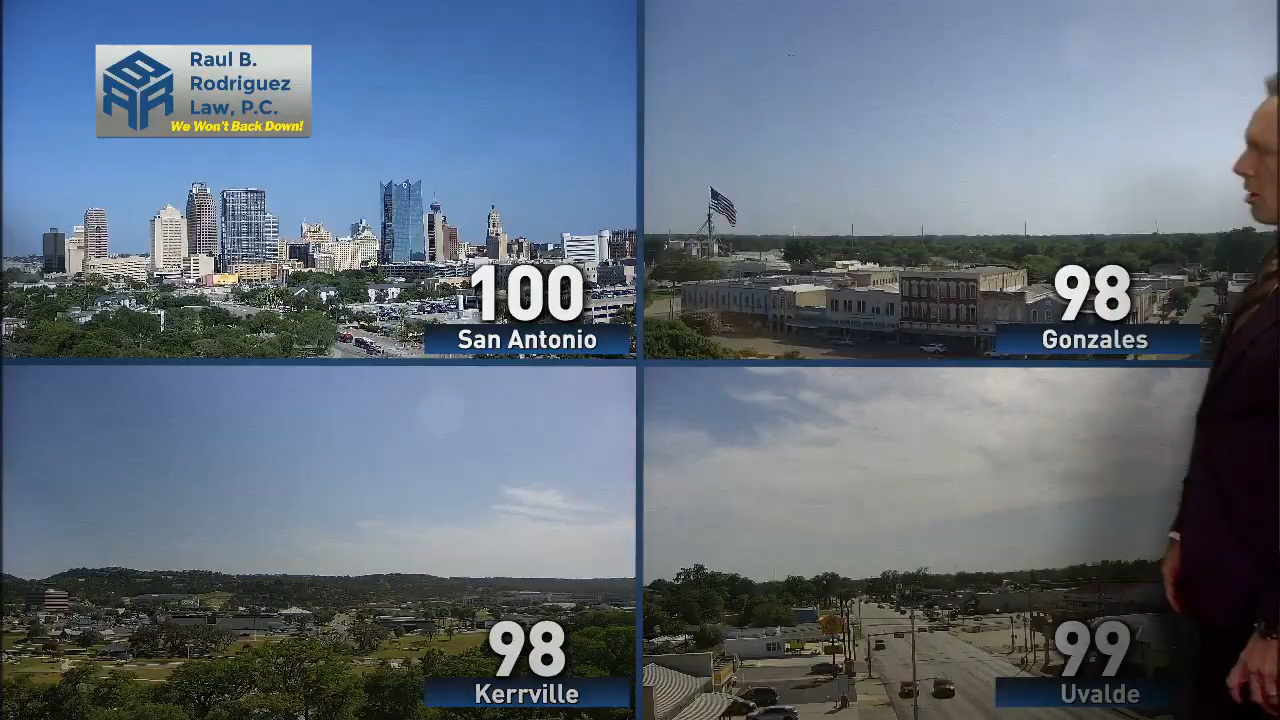 Raul B.
Rodriguez
Law, P.C.
We Won't Back Down!
100
San Antonio
98
Gonzales
98
Kerrville
99
Uvalde